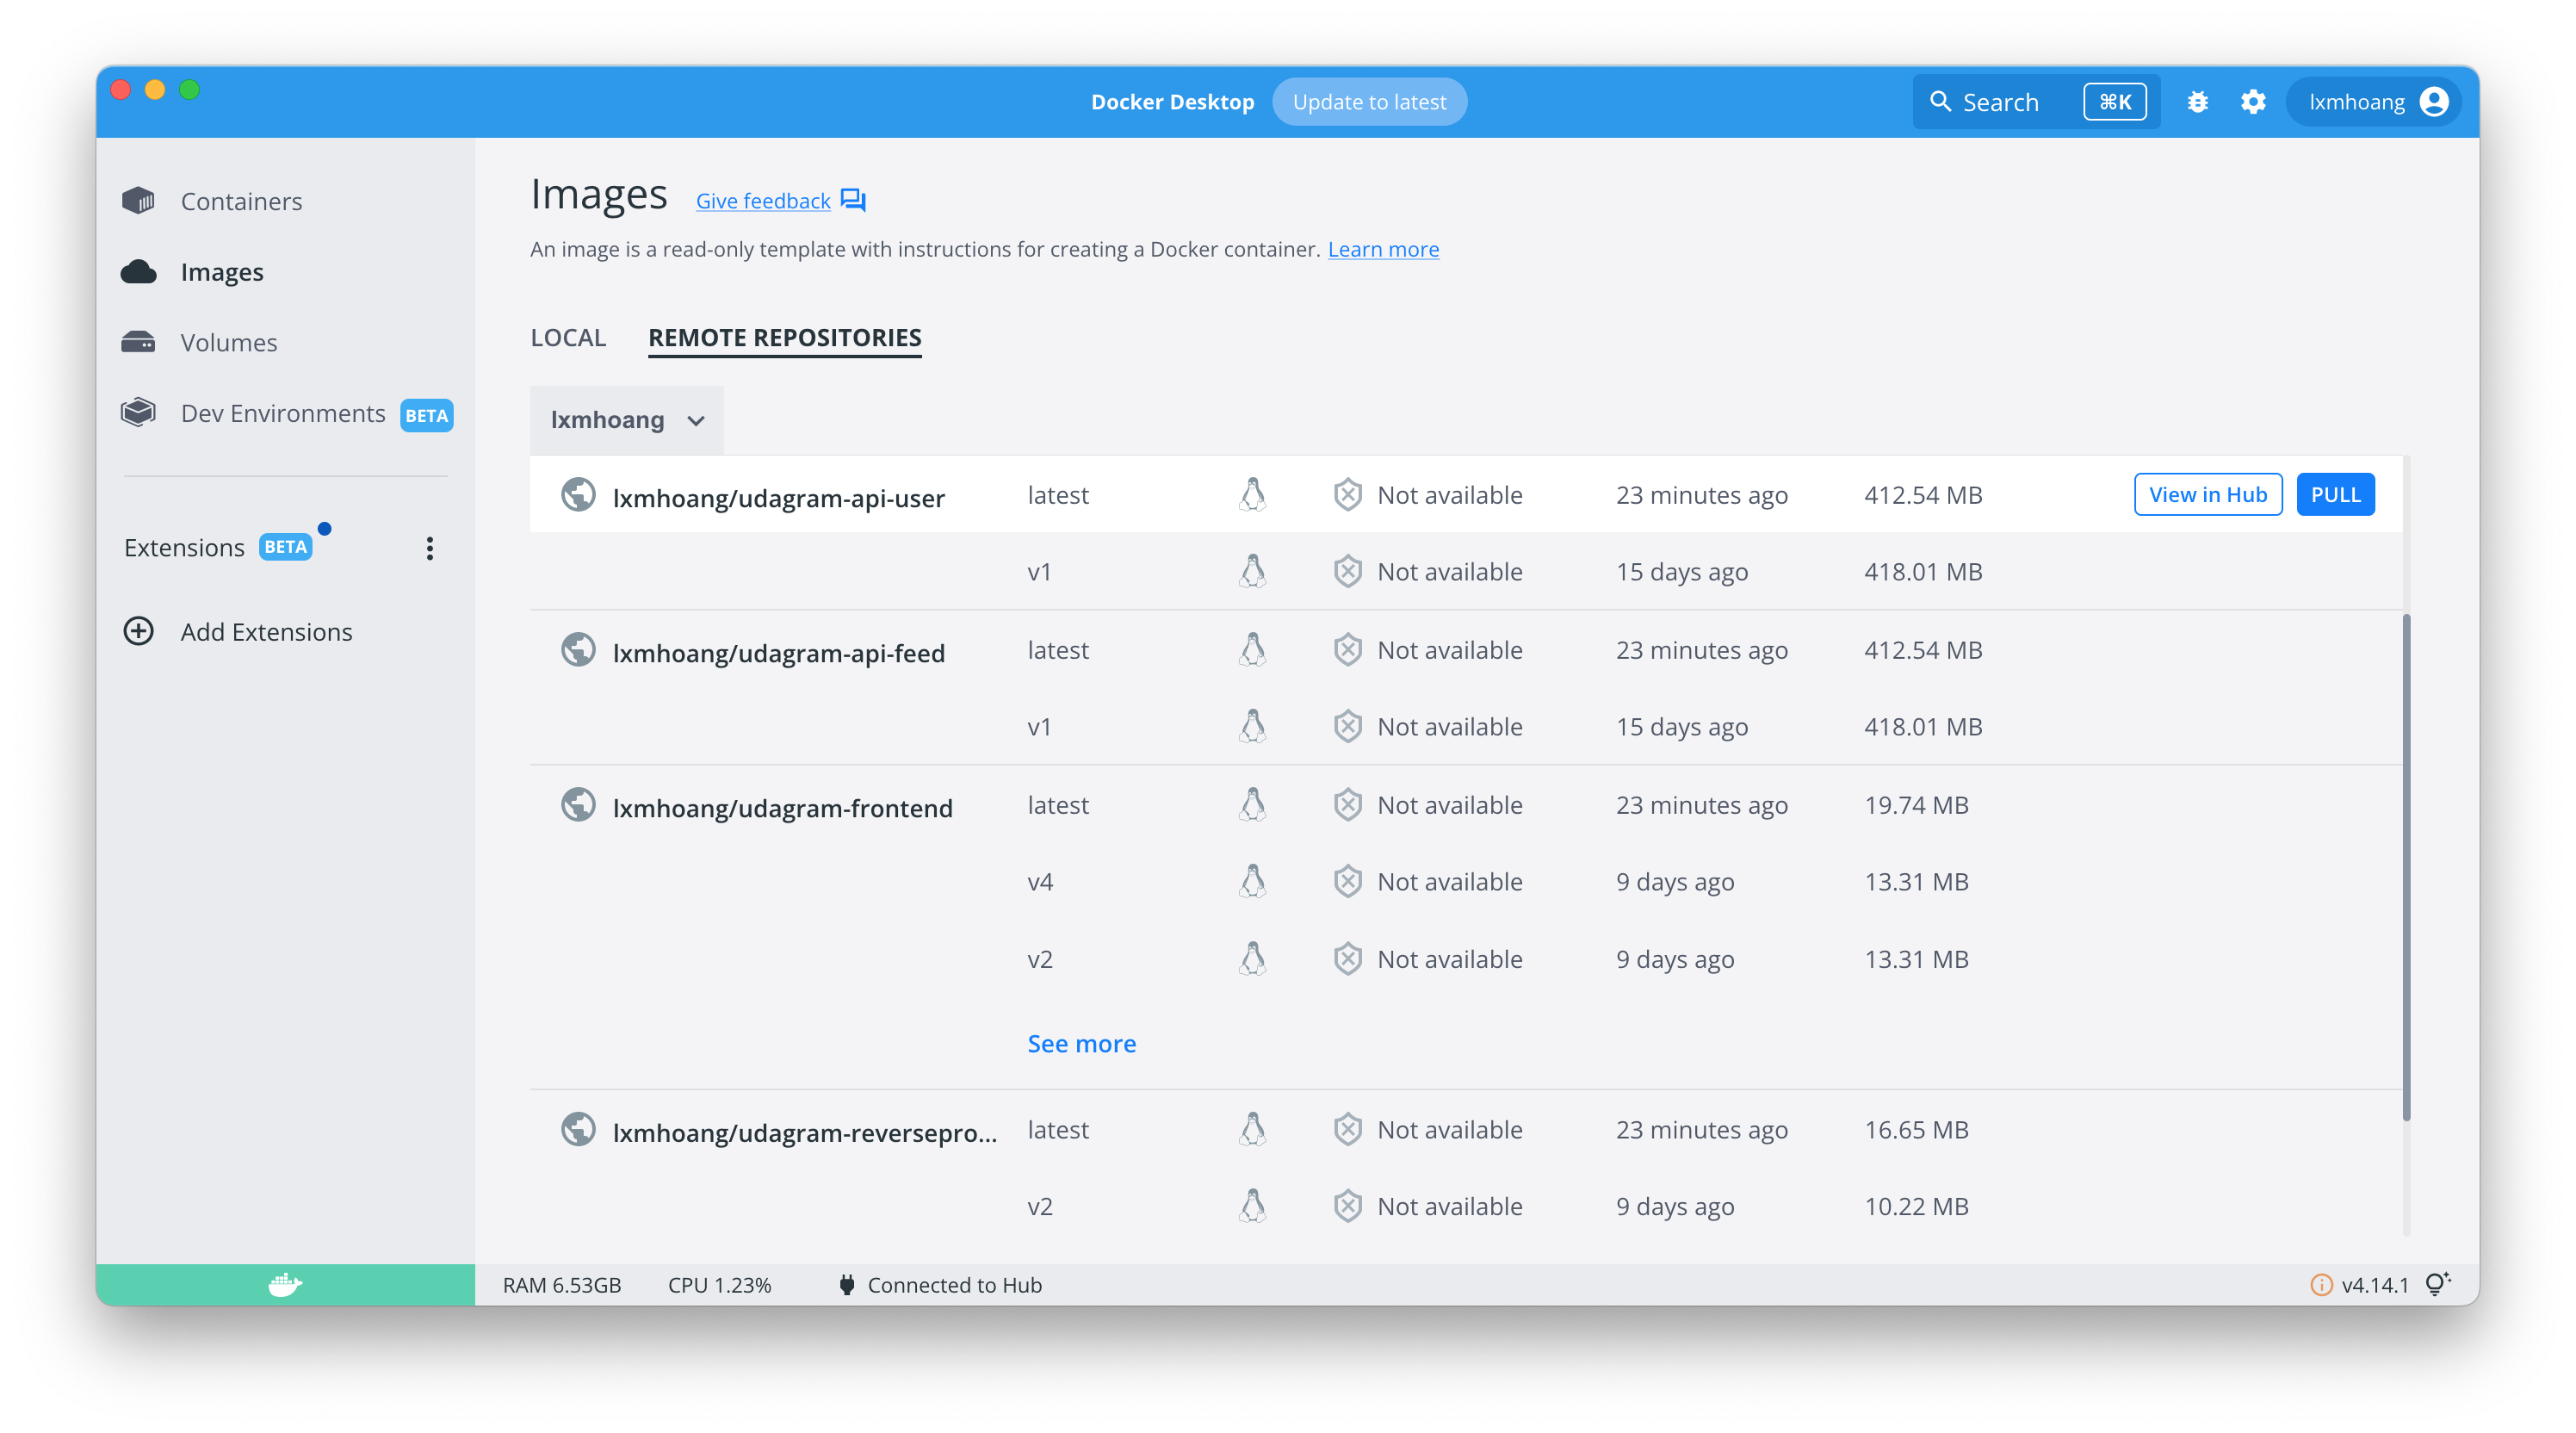 Docker Desktop Update to latest Search ⌘K lxmhoang
Containers
Images
Volumes
Dev Environments BETA
Extensions BETA
Add Extensions
Images Give feedback
An image is a read-only template with instructions for creating a Docker container. Learn more
LOCAL REMOTE REPOSITORIES
lxmhoang
lxmhoang/udagram-api-user latest Not available 23 minutes ago 412.54 MB View in Hub PULL
v1 Not available 15 days ago 418.01 MB
lxmhoang/udagram-api-feed latest Not available 23 minutes ago 412.54 MB
v1 Not available 15 days ago 418.01 MB
lxmhoang/udagram-frontend latest Not available 23 minutes ago 19.74 MB
v4 Not available 9 days ago 13.31 MB
v2 Not available 9 days ago 13.31 MB
See more
lxmhoang/udagram-reversepro... latest Not available 23 minutes ago 16.65 MB
v2 Not available 9 days ago 10.22 MB
RAM 6.53GB CPU 1.23% Connected to Hub v4.14.1